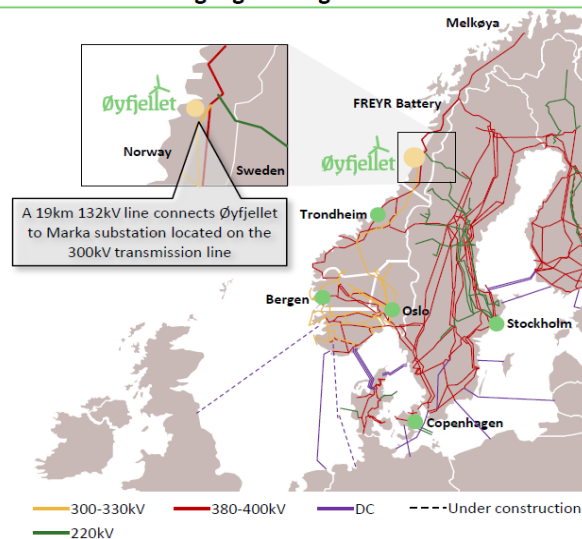 Melkøya
FREYR Battery
Øyfjellet
Norway
Sweden
Øyfjellet
A 19km 132kV line connects Øyfjellet
to Marka substation located on the
300kV transmission line
Trondheim
Bergen
Oslo
Stockholm
Copenhagen
300-330kV
380-400kV
DC
Under construction
220kV